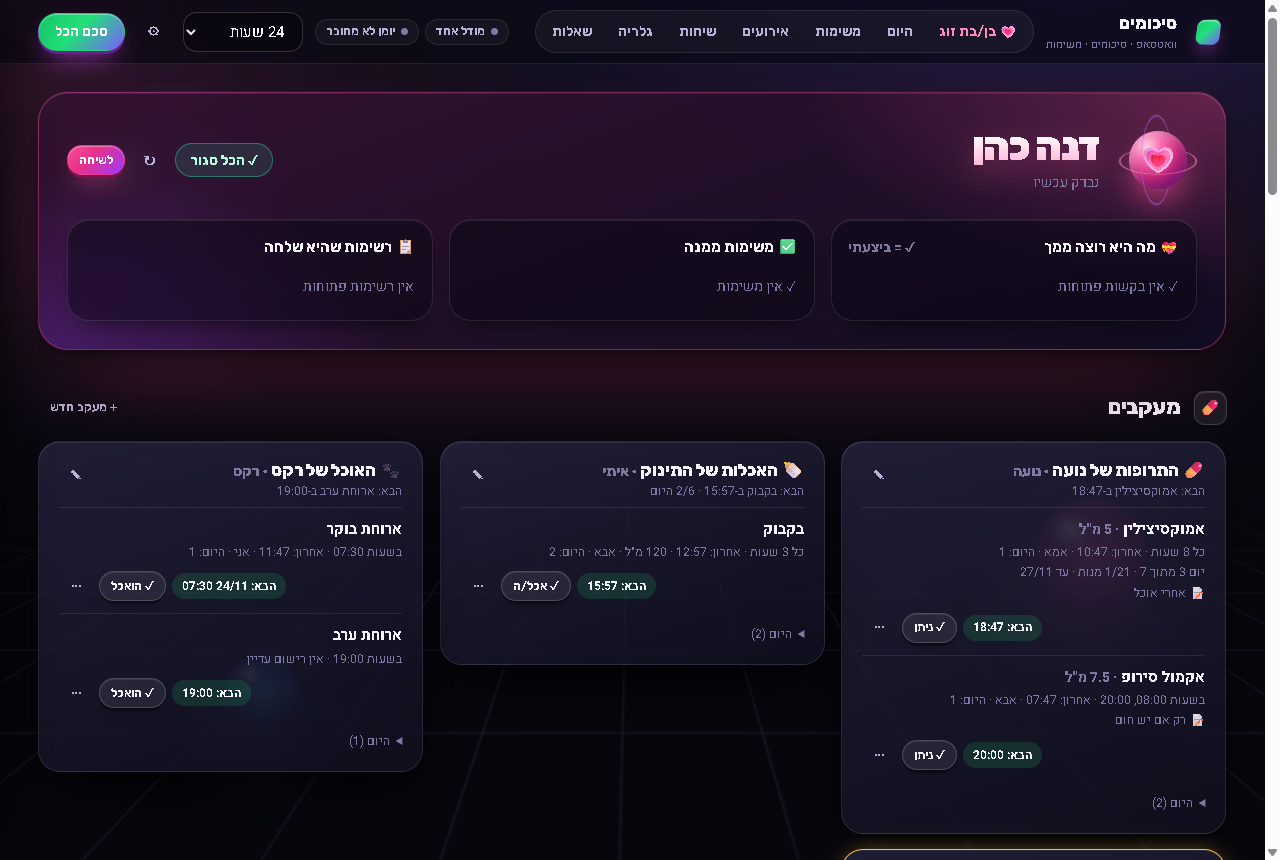 סיכומים
וואטסאפ · סיכומים · משימות
💗 בן/בת זוג היום משימות אירועים שיחות גלריה שאלות
מודל אחד
יומן לא מחובר
24 שעות
סכם הכל
דנה כהן
נבדק עכשיו
✓ הכל סגור
↻
לשיחה
💝 מה היא רוצה ממך
✓ = ביצעתי
✓ אין בקשות פתוחות
✅ משימות ממנה
✓ אין משימות
📋 רשימות שהיא שלחה
אין רשימות פתוחות
מעקבים
+ מעקב חדש
💊 התרופות של נועה · נועה
הבא: אמוקסיצילין ב-18:47
אמוקסיצילין · 5 מ"ל
כל 8 שעות · אחרון: 10:47 · אמא · היום: 1
יום 3 מתוך 7 · 1/21 מנות · עד 27/11
📝 אחרי אוכל
הבא: 18:47
✓ ניתן
···
אקמול סירופ · 7.5 מ"ל
בשעות 08:00, 20:00 · אחרון: 07:47 · אבא · היום: 1
📝 רק אם יש חום
הבא: 20:00
✓ ניתן
···
◀ היום (2)
🍼 האכלות של התינוק · איתי
הבא: בקבוק ב-15:57 · 2/6 היום
בקבוק
כל 3 שעות · אחרון: 12:57 · 120 מ"ל · אבא · היום: 2
הבא: 15:57
✓ אכל/ה
···
◀ היום (2)
🐾 האוכל של רקס · רקס
הבא: ארוחת ערב ב-19:00
ארוחת בוקר
בשעות 07:30 · אחרון: 11:47 · אני · היום: 1
הבא: 24/11 07:30
✓ הואכל
···
ארוחת ערב
בשעות 19:00 · אין רישום עדיין
הבא: 19:00
✓ הואכל
···
◀ היום (1)